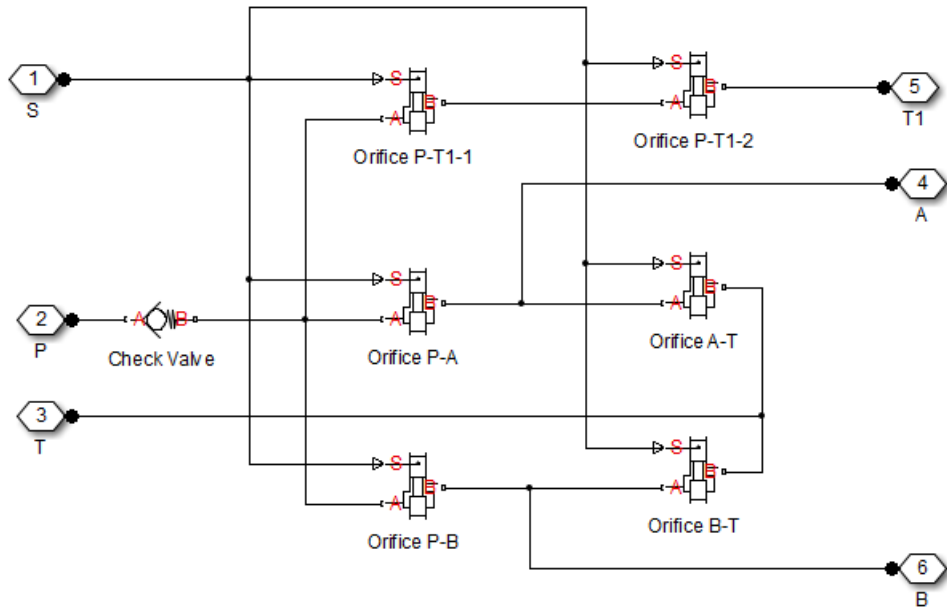 1
S
S
A
B
Orifice P-T1-1
S
A
B
Orifice P-T1-2
5
T1
4
A
2
P
A
B
Check Valve
S
A
B
Orifice P-A
S
A
B
Orifice A-T
3
T
S
A
B
Orifice P-B
S
A
B
Orifice B-T
6
B